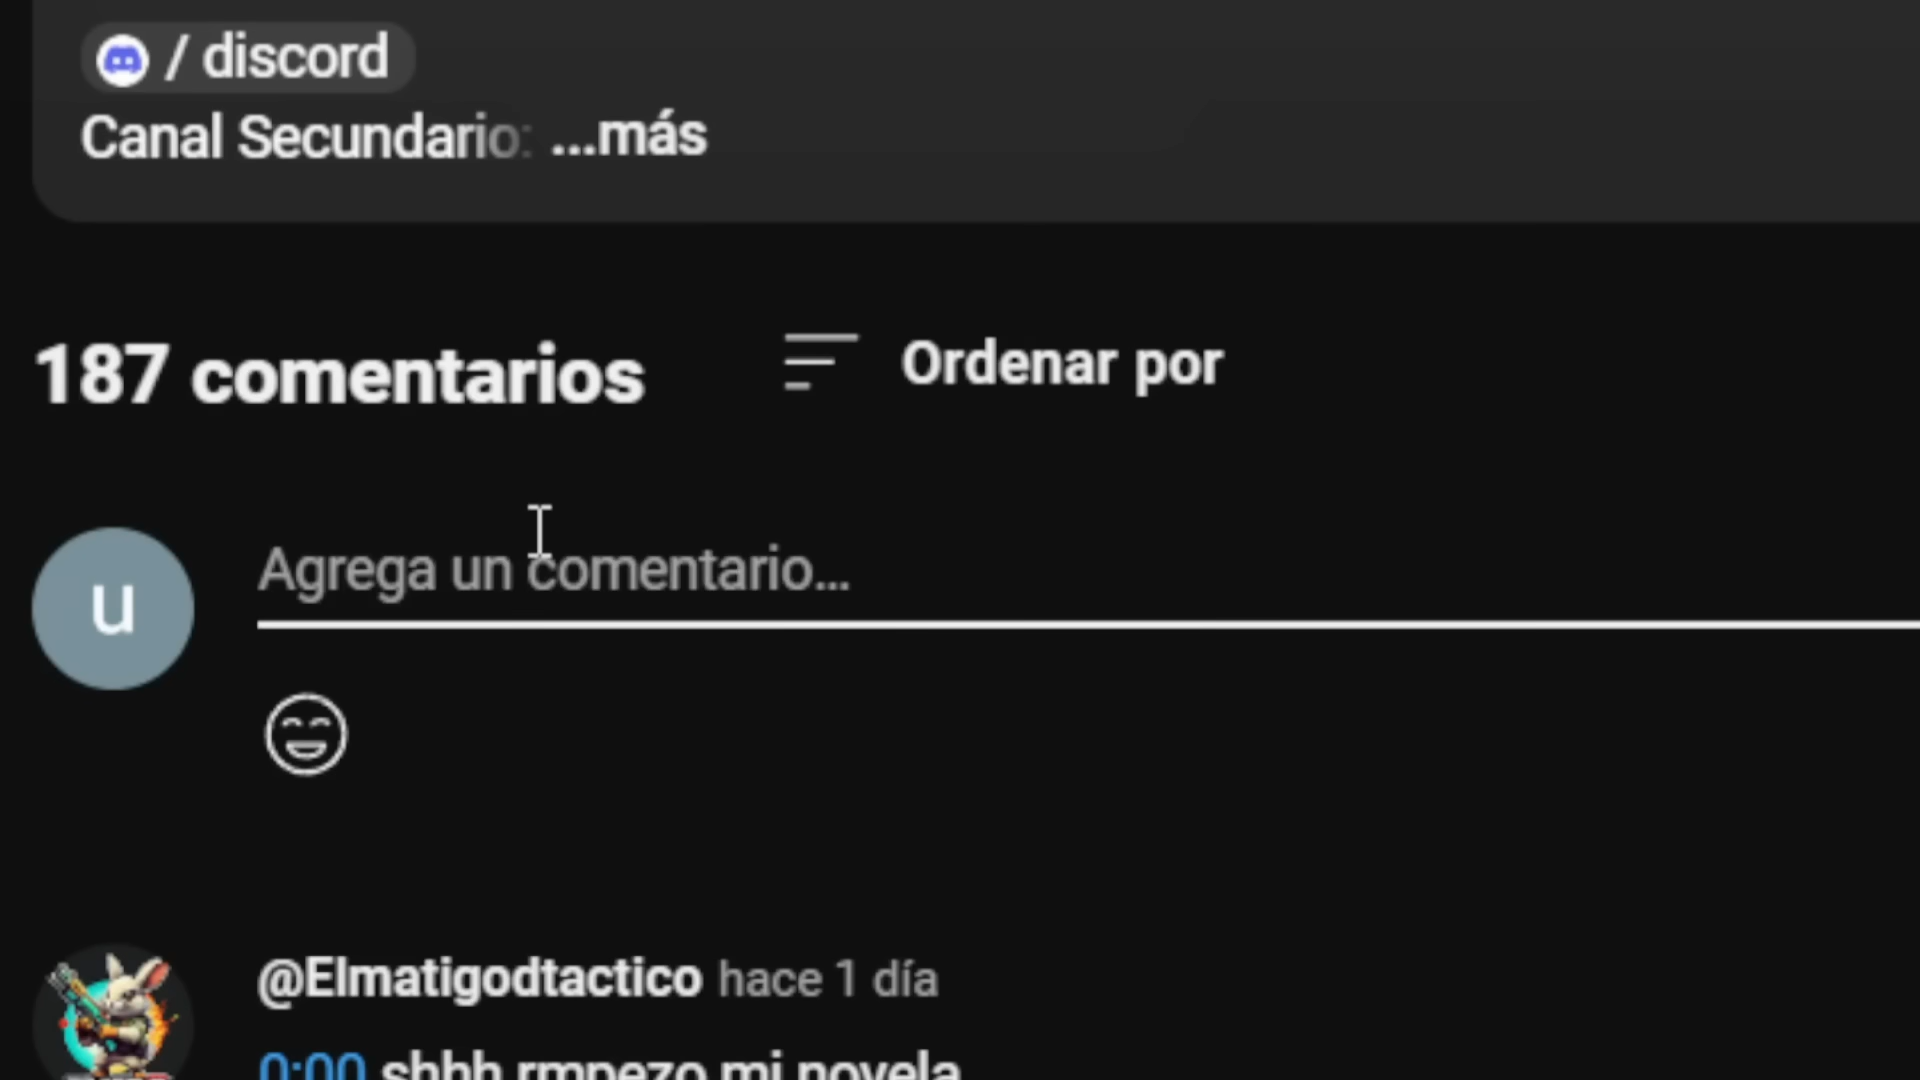 / discord
Canal Secundario: ...más
187 comentarios
Ordenar por
u
Agrega un comentario...
@Elmatigodtactico hace 1 día
0:00 shhh rmpezo mi novela